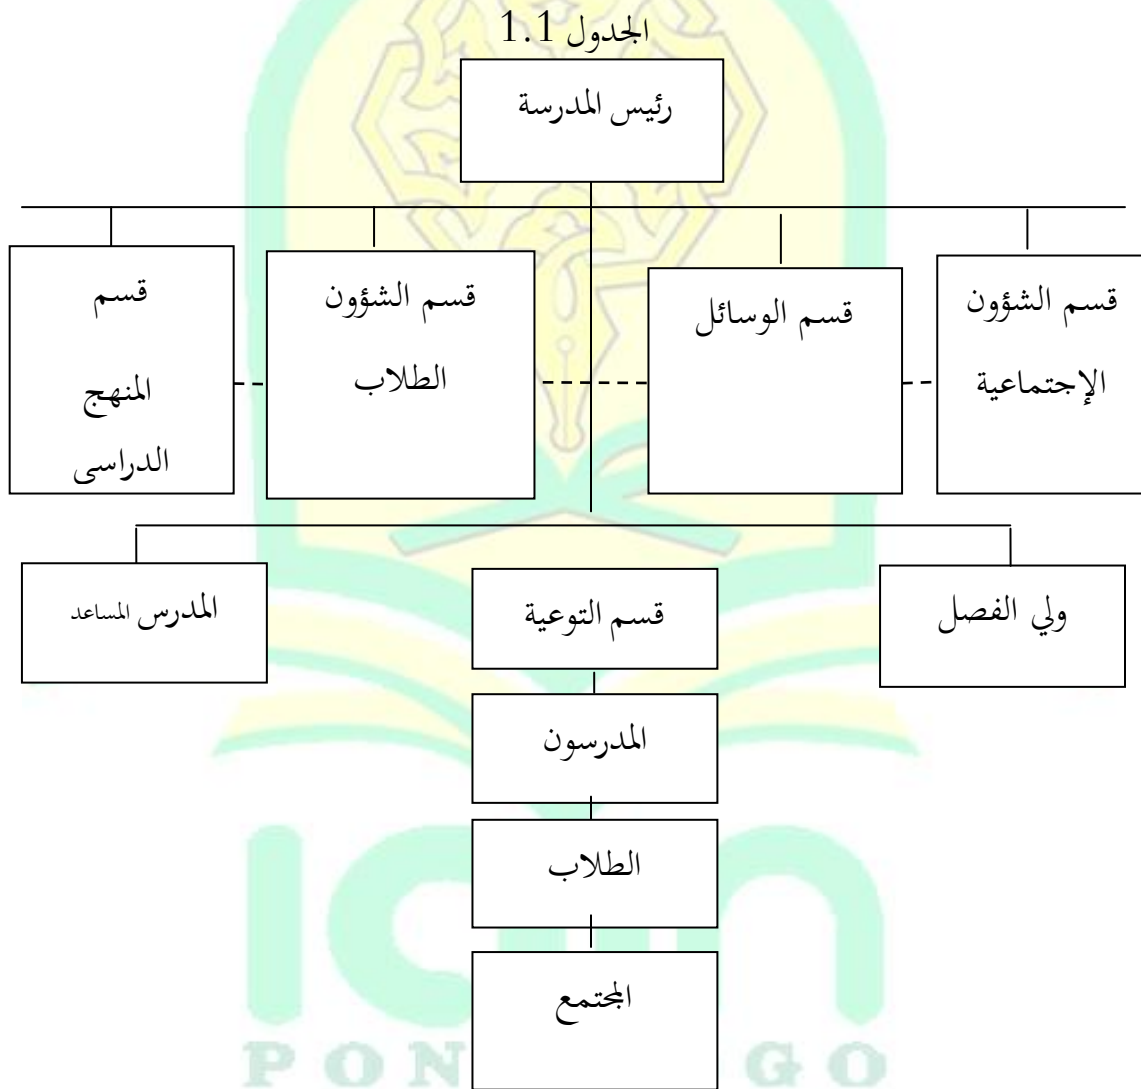 الجدول 1.1
رئيس المدرسة
قسم الشؤون
الإجتماعية
قسم الوسائل
قسم الشؤون
الطلاب
قسم
المنهج
الدراسى
ولي الفصل
قسم التوعية
المدرس المساعد
المدرسون
الطلاب
المجتمع
PON GO